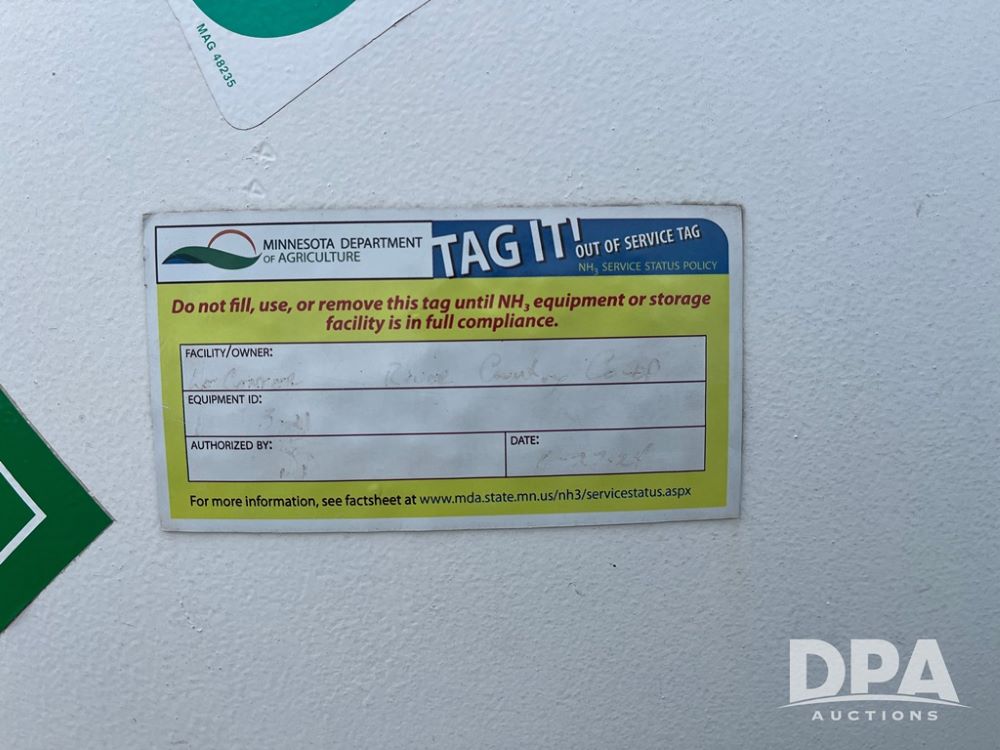 MAG 48235
MINNESOTA DEPARTMENT
OF AGRICULTURE
TAG IT!
OUT OF SERVICE TAG
NH₃ SERVICE STATUS POLICY
Do not fill, use, or remove this tag until NH₃ equipment or storage
facility is in full compliance.
FACILITY/OWNER:
River Country
EQUIPMENT ID:
AUTHORIZED BY:
DATE:
For more information, see factsheet at www.mda.state.mn.us/nh3/servicestatus.aspx
DPA
AUCTIONS